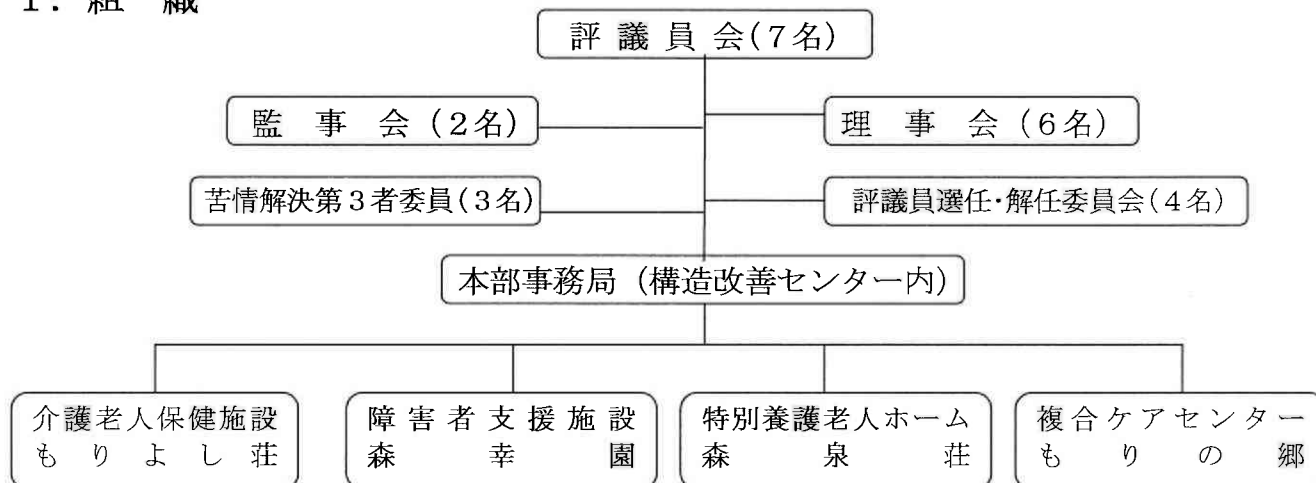 1．組　織
評 議 員 会(７名)
監　事　会（２名）
理　事　会（６名）
苦情解決第３者委員(３名)
評議員選任･解任委員会(４名)
本部事務局（構造改善センター内）
介護老人保健施設
も り よ し 荘
障 害 者 支 援 施 設
森　幸　園
特別養護老人ホーム
森　泉　荘
複合ケアセンター
も り の 郷